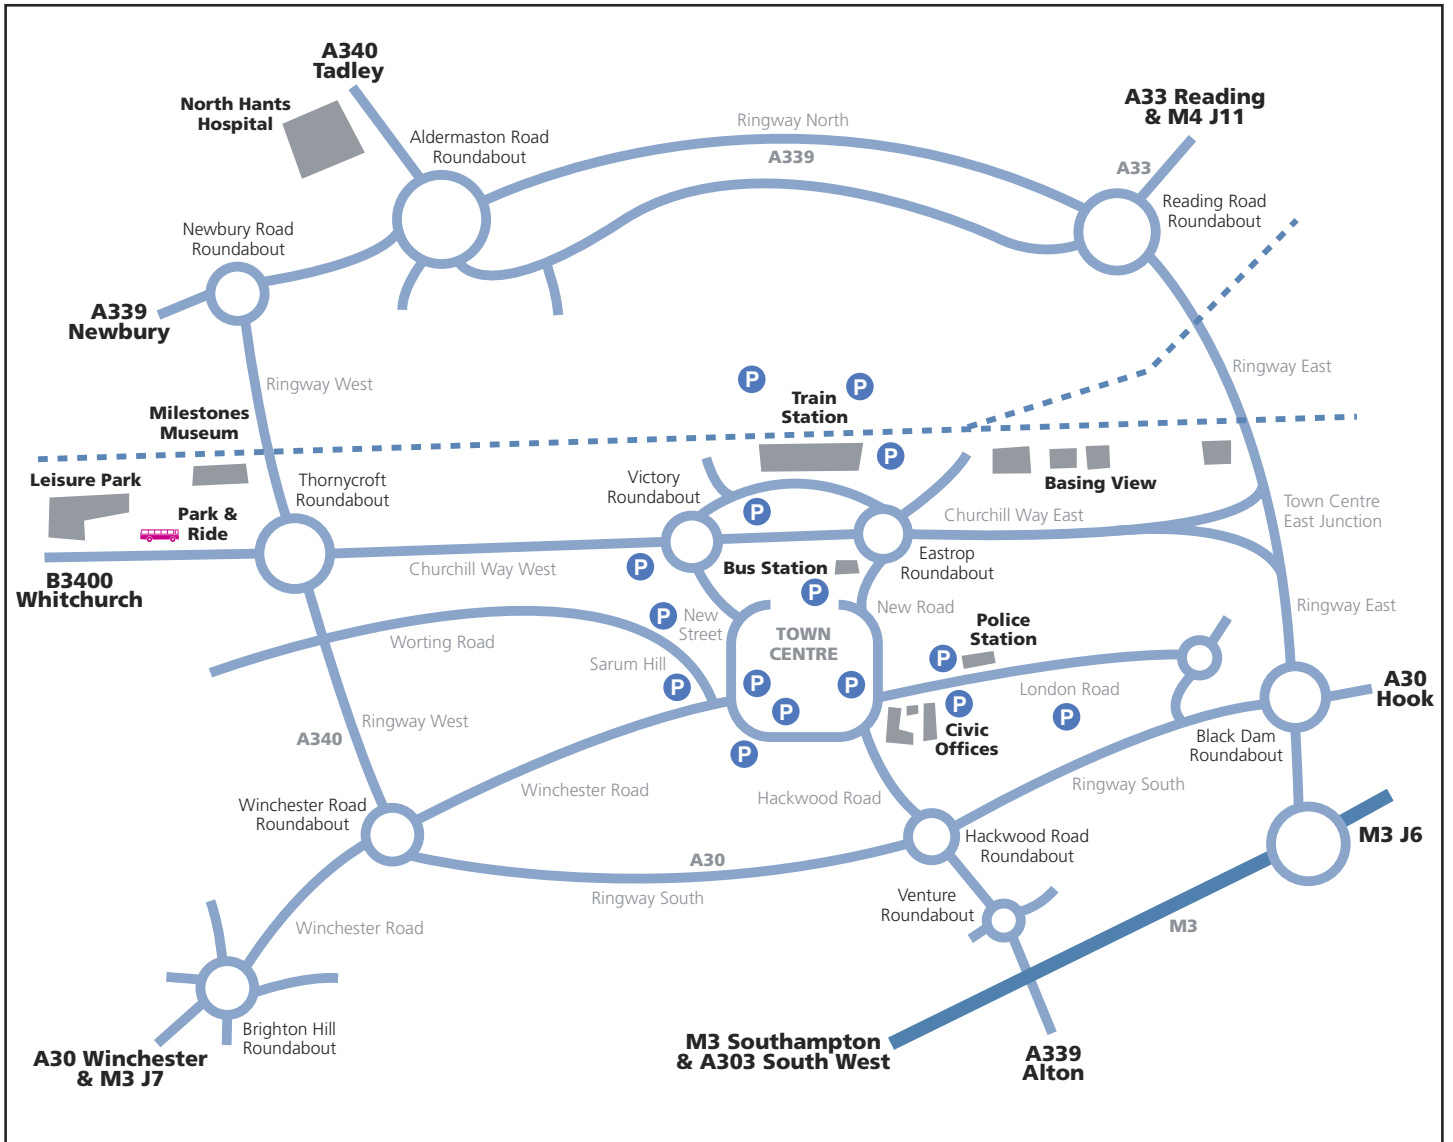 A340
Tadley
North Hants
Hospital
Aldermaston Road
Roundabout
Ringway North
A339
A33 Reading
& M4 J11
A33
Reading Road
Roundabout
Newbury Road
Roundabout
A339
Newbury
Ringway West
Ringway East
P
P
Train
Station
Milestones
Museum
P
Leisure Park
Thornycroft
Roundabout
Victory
Roundabout
Basing View
Park &
Ride
P
Churchill Way East
Town Centre
East Junction
B3400
Whitchurch
Churchill Way West
P
Bus Station
Eastrop
Roundabout
P
P
New
Street
New Road
Ringway East
Police
Station
TOWN
CENTRE
Worting Road
Sarum Hill
P
P
P
P
P
London Road
A30
Hook
P
P
P
Civic
Offices
Ringway West
A340
P
Black Dam
Roundabout
Winchester Road
Hackwood Road
Ringway South
Winchester Road
Roundabout
Hackwood Road
Roundabout
M3 J6
A30
Ringway South
Venture
Roundabout
M3
Winchester Road
Brighton Hill
Roundabout
A30 Winchester
& M3 J7
M3 Southampton
& A303 South West
A339
Alton